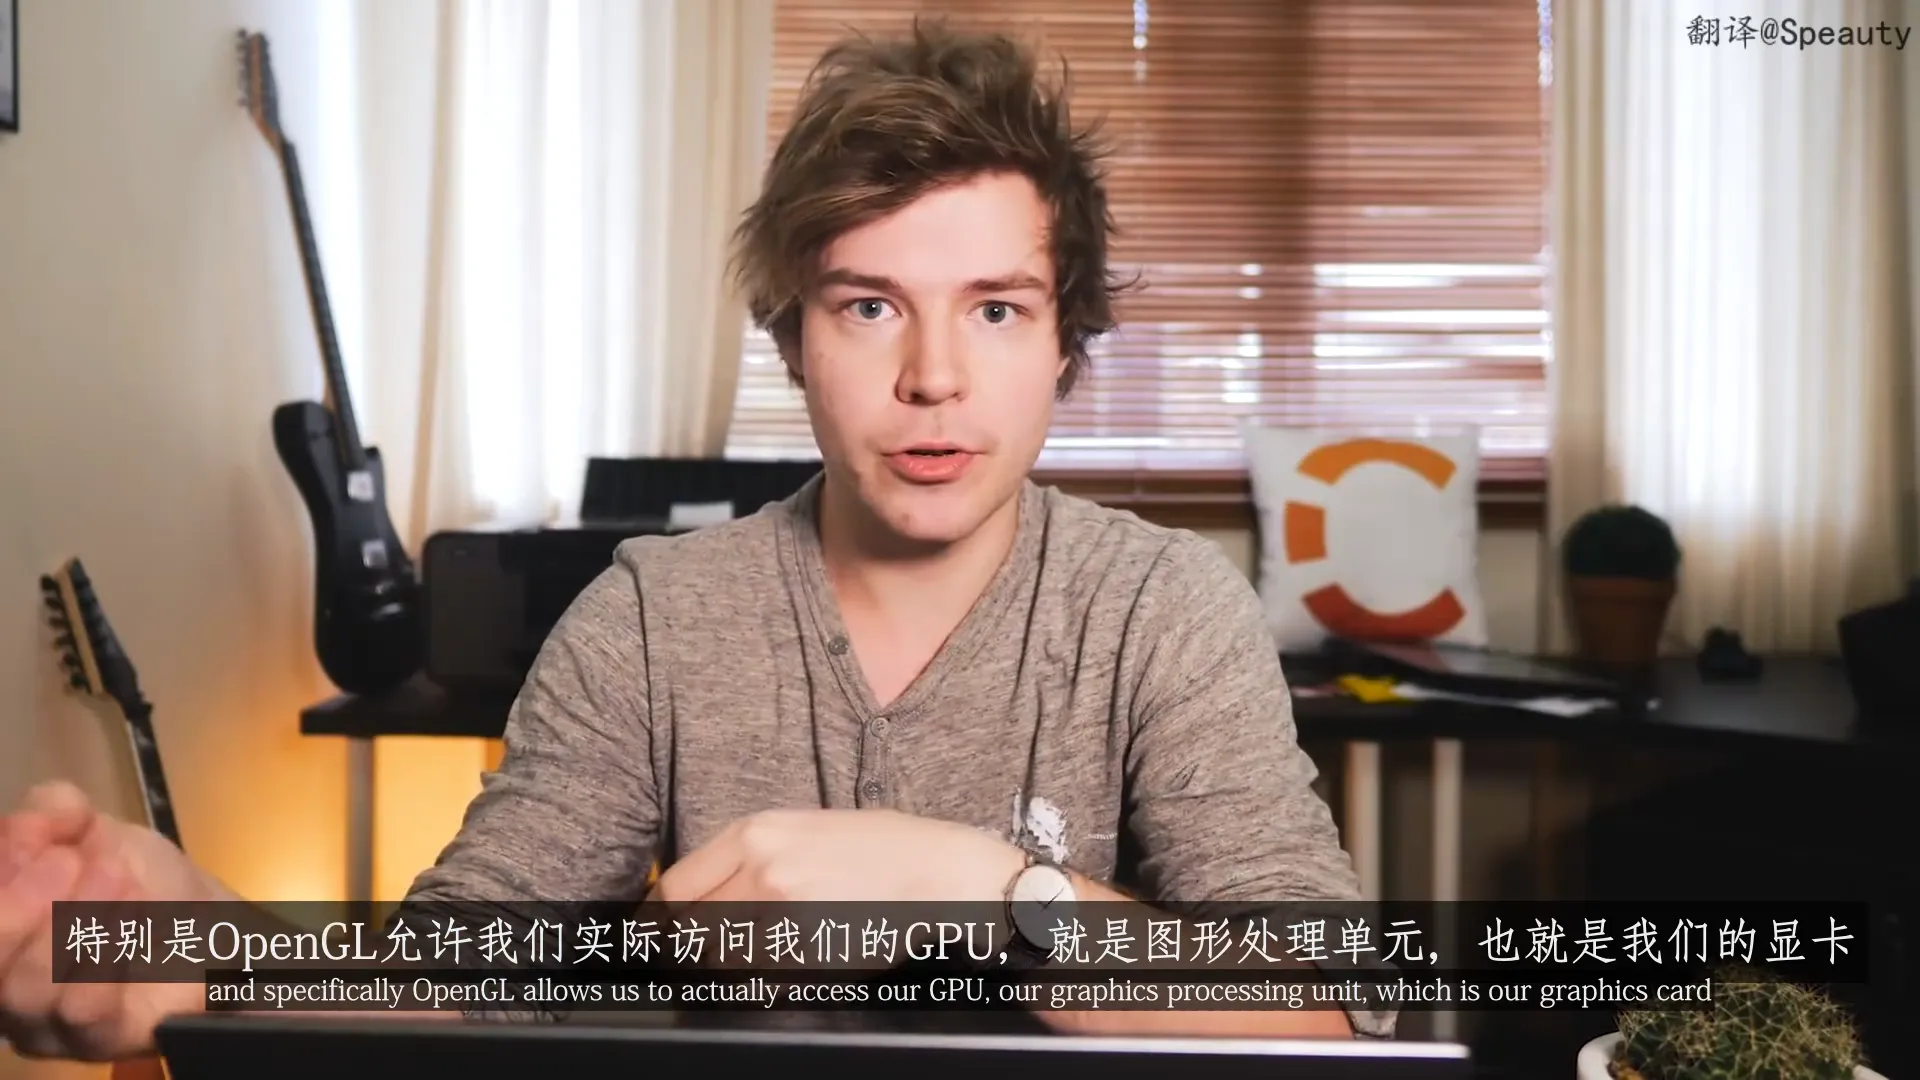 翻译@Speauty
特别是OpenGL允许我们实际访问我们的GPU，就是图形处理单元，也就是我们的显卡
and specifically OpenGL allows us to actually access our GPU, our graphics processing unit, which is our graphics card